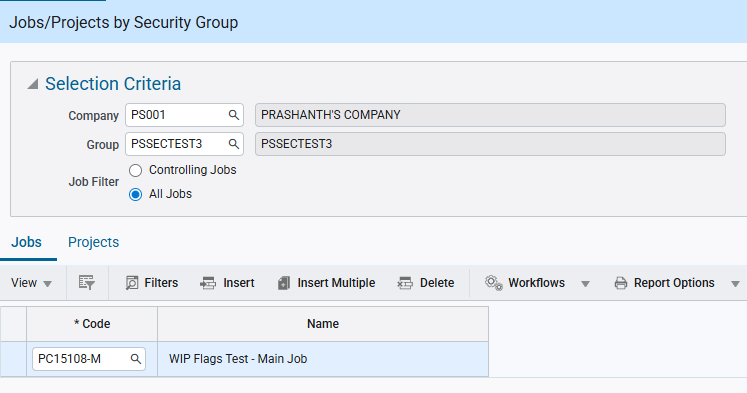 Jobs/Projects by Security Group
Selection Criteria
Company PS001 PRASHANTH'S COMPANY
Group PSSECTEST3 PSSECTEST3
Job Filter
Controlling Jobs
All Jobs
Jobs Projects
View Filters Insert Insert Multiple Delete Workflows Report Options
* Code Name
PC15108-M WIP Flags Test - Main Job